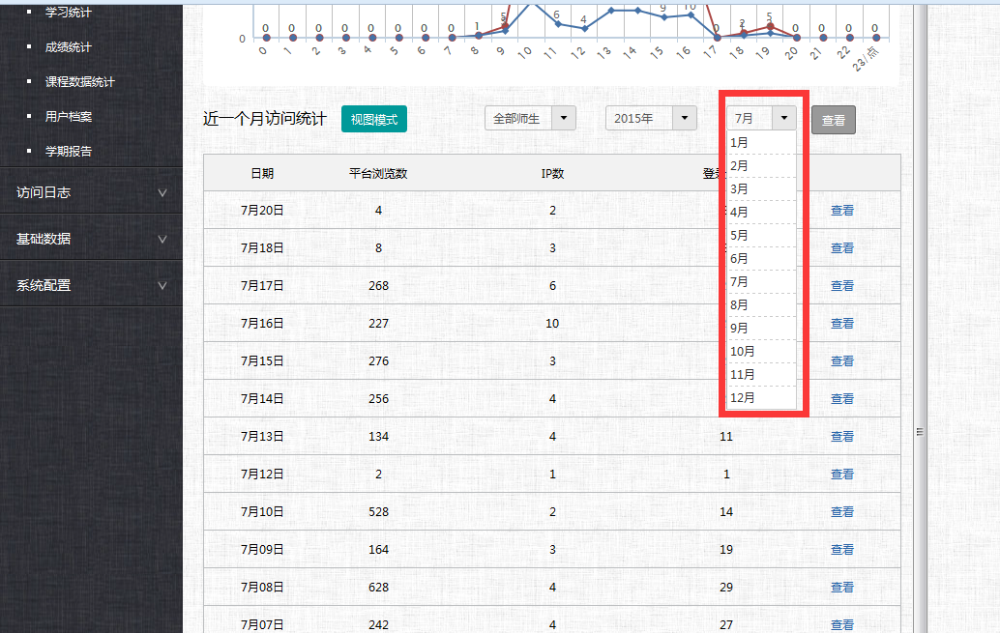 学习统计
成绩统计
课程数据统计
用户档案
学期报告
访问日志
基础数据
系统配置
5 9 10
6 4
0 0 0 0 0 0 0 0 1 0 2 5 0 0 0 0
0
0 1 2 3 4 5 6 7 8 9 10 11 12 13 14 15 16 17 18 19 20 21 22 23/点
近一个月访问统计 视图模式 全部师生 2015年 7月 查看
1月
2月
3月
4月
5月
6月
7月
8月
9月
10月
11月
12月
日期 平台浏览数 IP数
7月20日 4 2 查看
7月18日 8 3 查看
7月17日 268 6 查看
7月16日 227 10 查看
7月15日 276 3 查看
7月14日 256 4 查看
7月13日 134 4 11 查看
7月12日 2 1 1 查看
7月10日 528 2 14 查看
7月09日 164 3 19 查看
7月08日 628 4 29 查看
7月07日 242 4 27 查看